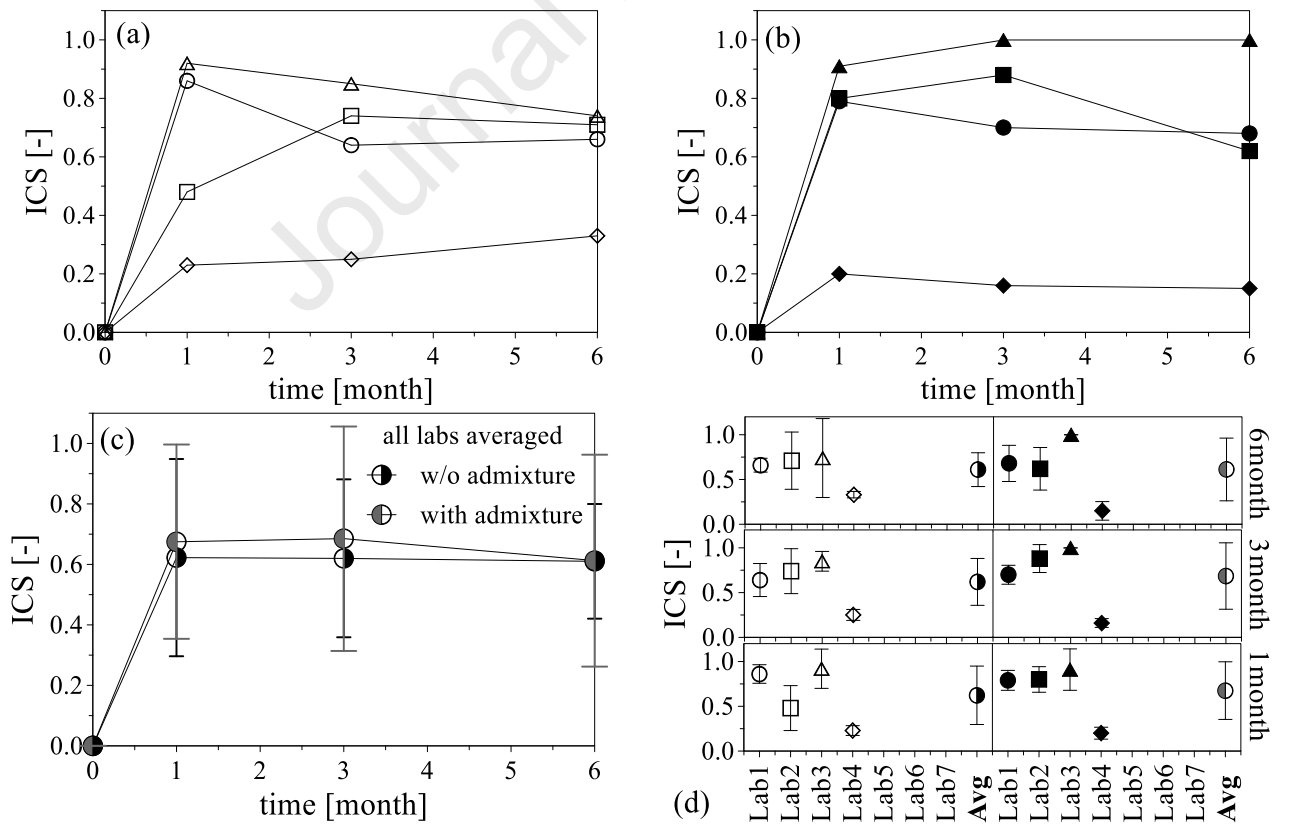 (a)
1.0
0.8
0.6
0.4
0.2
0.0
ICS [-]
0 1 2 3 4 5 6
time [month]
Journal
(b)
1.0
0.8
0.6
0.4
0.2
0.0
ICS [-]
0 1 2 3 4 5 6
time [month]
(c)
all labs averaged
w/o admixture
with admixture
1.0
0.8
0.6
0.4
0.2
0.0
ICS [-]
0 1 2 3 4 5 6
time [month]
1.0
0.5
0.0
6month
1.0
0.5
0.0
3month
1.0
0.5
0.0
1month
ICS [-]
Lab1 Lab2 Lab3 Lab4 Lab5 Lab6 Lab7 Avg Lab1 Lab2 Lab3 Lab4 Lab5 Lab6 Lab7 Avg
(d)